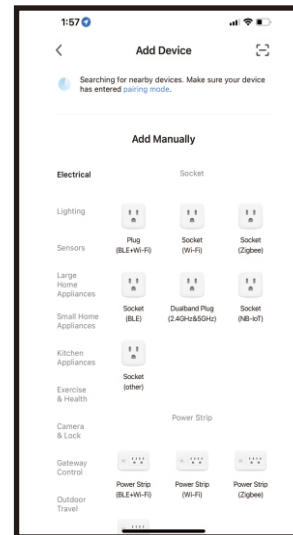 1:57
Add Device
Searching for nearby devices. Make sure your device
has entered pairing mode.
Add Manually
Electrical
Lighting
Sensors
Large
Home
Appliances
Small Home
Appliances
Kitchen
Appliances
Exercise
& Health
Camera
& Lock
Gateway
Control
Outdoor
Travel
Socket
Plug
(BLE+Wi-Fi)
Socket
(Wi-Fi)
Socket
(Zigbee)
Socket
(BLE)
Dualband Plug
(2.4GHz&5GHz)
Socket
(NB-IoT)
Socket
(other)
Power Strip
Power Strip
(BLE+Wi-Fi)
Power Strip
(Wi-Fi)
Power Strip
(Zigbee)